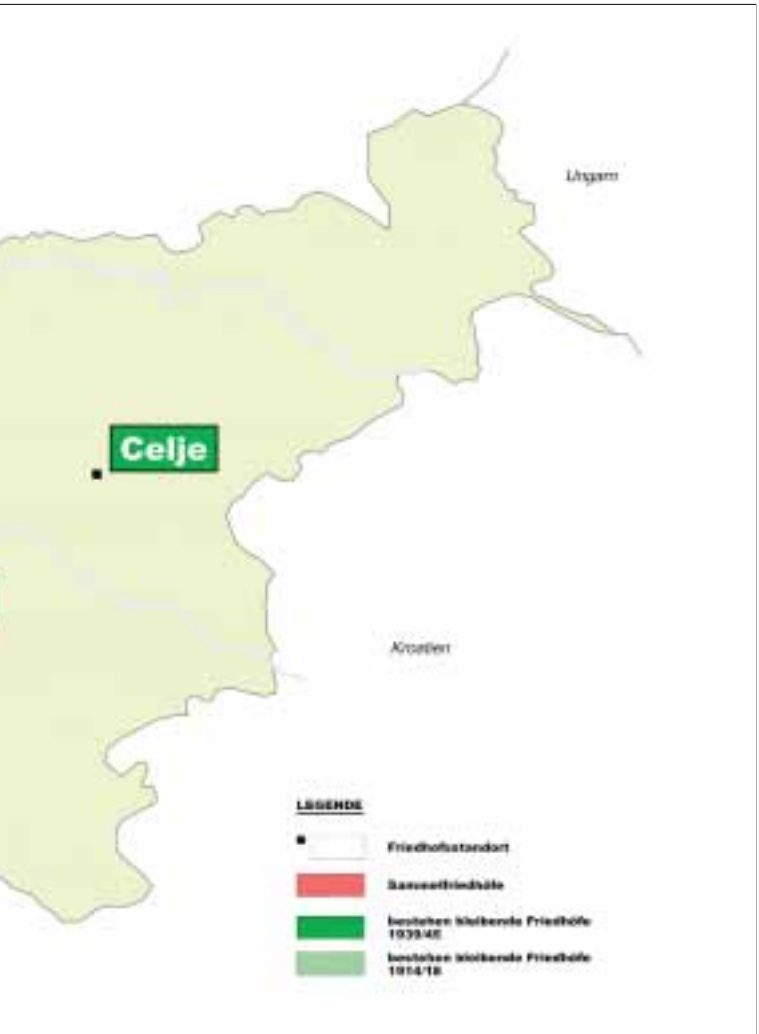 Ungarn
Celje
Kroatien
LEGENDE
Friedhofsstandort
Sammelfriedhöfe
bestehen bleibende Friedhöfe
1939/45
bestehen bleibende Friedhöfe
1914/18